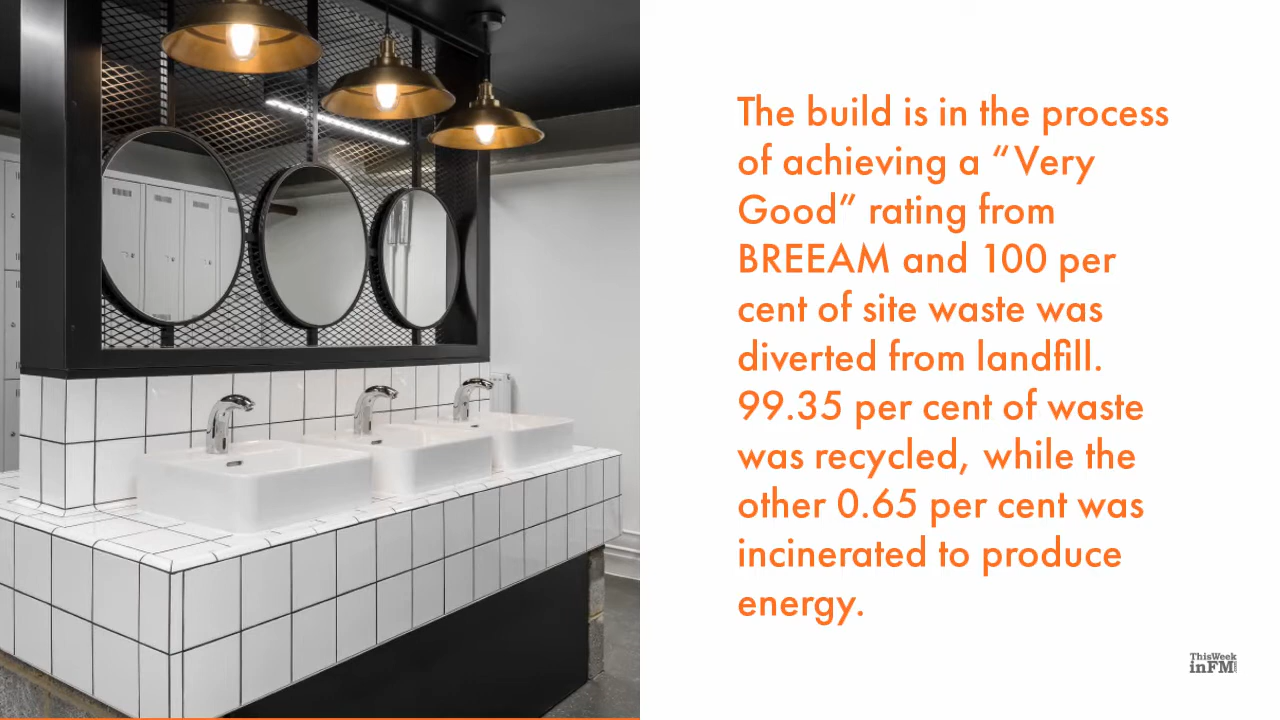 The build is in the process
of achieving a “Very
Good” rating from
BREEAM and 100 per
cent of site waste was
diverted from landfill.
99.35 per cent of waste
was recycled, while the
other 0.65 per cent was
incinerated to produce
energy.
ThisWeek
inFM